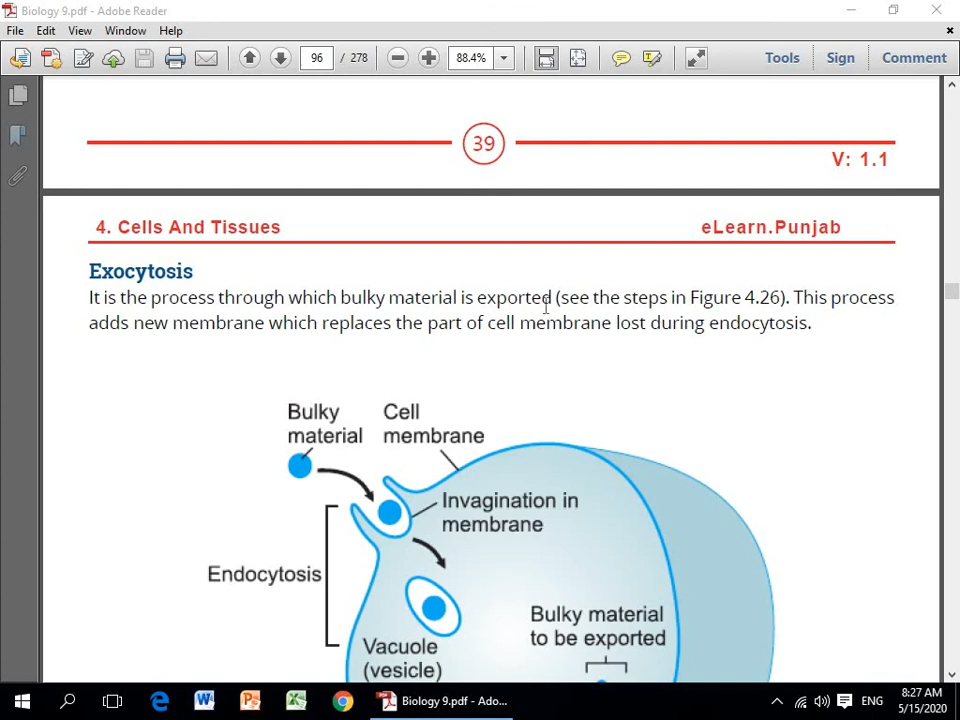 Biology 9.pdf - Adobe Reader
File Edit View Window Help
96 / 278 88.4% Tools Sign Comment
39
V: 1.1
4. Cells And Tissues eLearn.Punjab
Exocytosis
It is the process through which bulky material is exported (see the steps in Figure 4.26). This process
adds new membrane which replaces the part of cell membrane lost during endocytosis.
Bulky
material
Cell
membrane
Invagination in
membrane
Endocytosis
Bulky material
to be exported
Vacuole
(vesicle)
Biology 9.pdf - Ado...
ENG
8:27 AM
5/15/2020